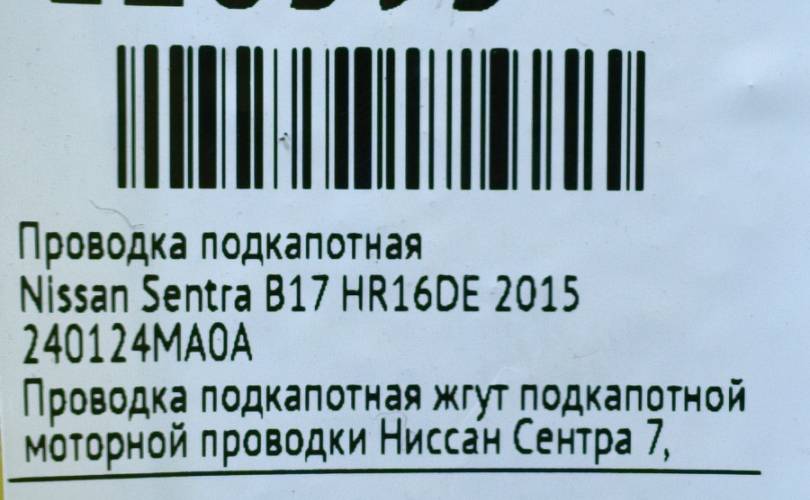 Проводка подкапотная
Nissan Sentra B17 HR16DE 2015
240124MA0A
Проводка подкапотная жгут подкапотной
моторной проводки Ниссан Сентра 7,